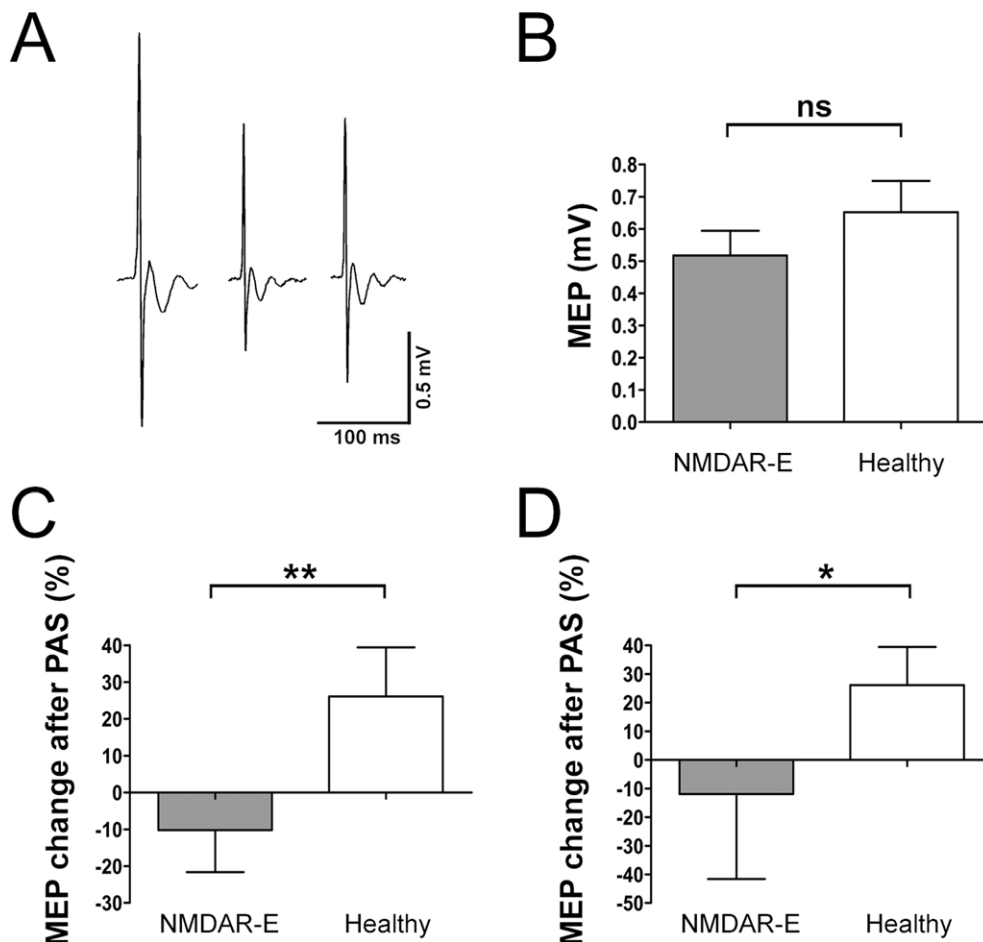 A
0.5 mV
100 ms
B
ns
MEP (mV)
0.8
0.7
0.6
0.5
0.4
0.3
0.2
0.1
0.0
NMDAR-E Healthy
C
**
MEP change after PAS (%)
40
30
20
10
0
-10
-20
-30
NMDAR-E Healthy
D
*
MEP change after PAS (%)
40
30
20
10
0
-10
-20
-30
-40
-50
NMDAR-E Healthy